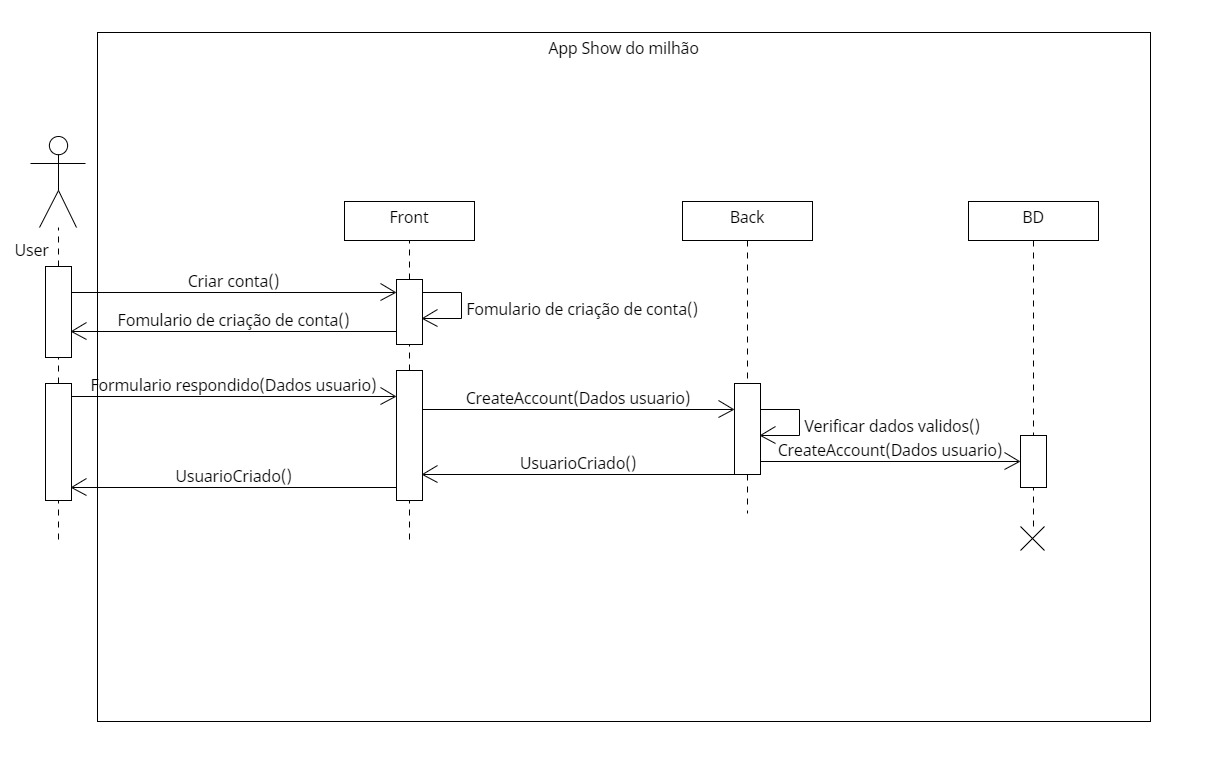 App Show do milhão
User
Front
Back
BD
Criar conta()
Fomulario de criação de conta()
Fomulario de criação de conta()
Formulario respondido(Dados usuario)
CreateAccount(Dados usuario)
Verificar dados validos()
CreateAccount(Dados usuario)
UsuarioCriado()
UsuarioCriado()